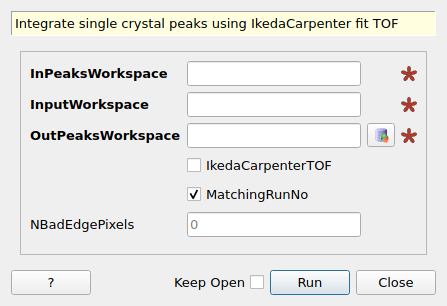 Integrate single crystal peaks using IkedaCarpenter fit TOF
InPeaksWorkspace
InputWorkspace
OutPeaksWorkspace
IkedaCarpenterTOF
MatchingRunNo
NBadEdgePixels 0
? Keep Open Run Close